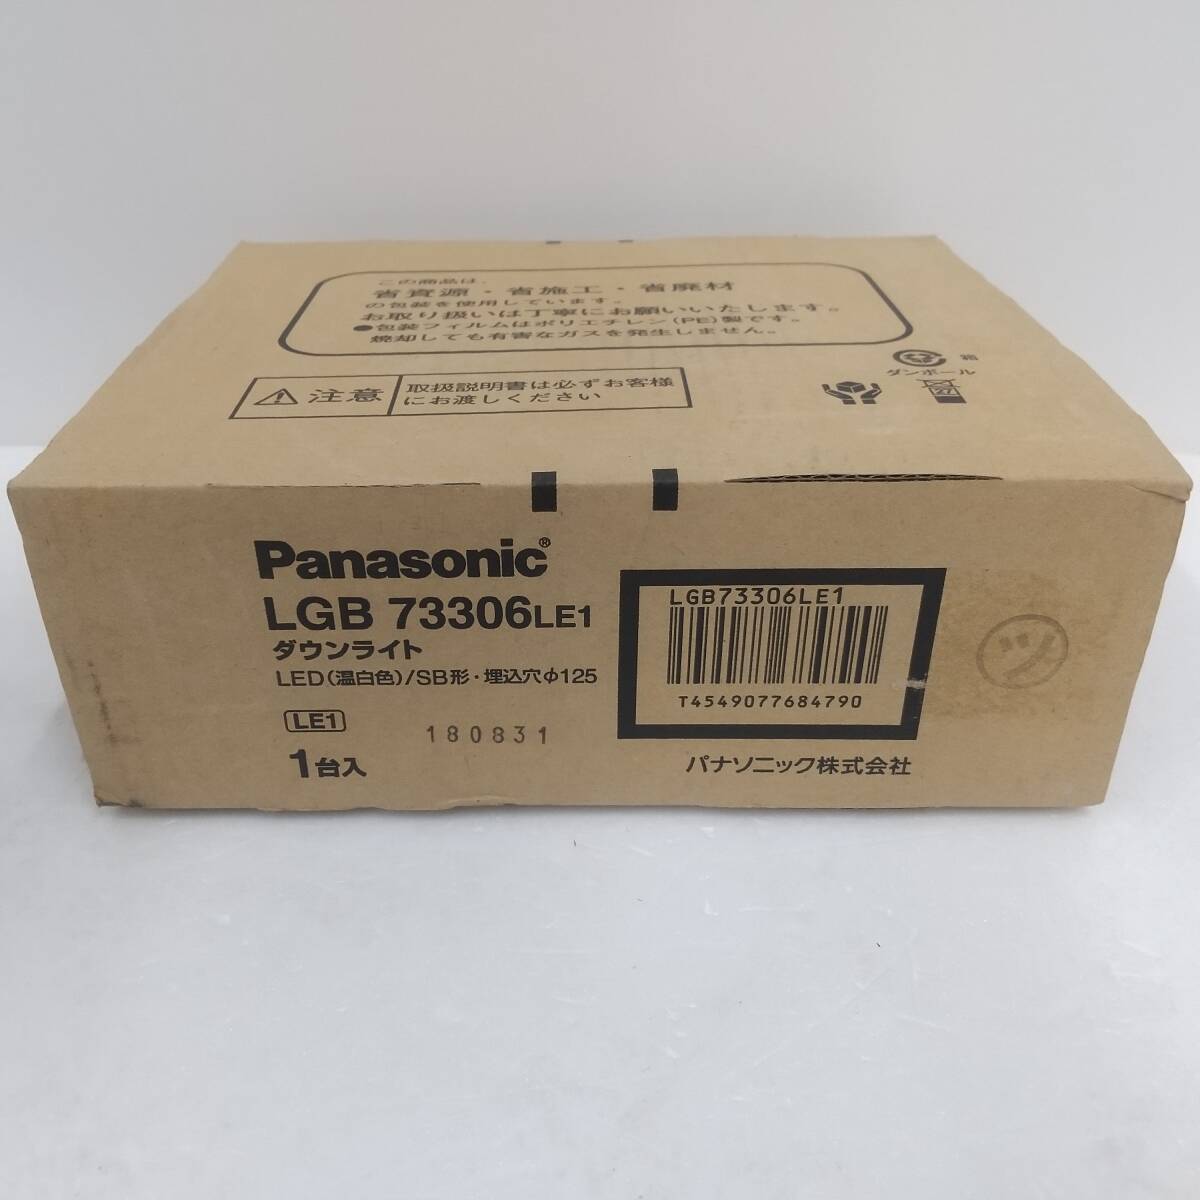 この商品は、
省資源・省施工・省廃材
の包装を使用しています。
お取り扱いは丁寧にお願いいたします。
●包装フィルムはポリエチレン(PE)製です。
焼却しても有害なガスを発生しません。
注意
取扱説明書は必ずお客様
にお渡しください
箱
ダンボール
Panasonic®
LGB 73306LE1
ダウンライト
LED(温白色)/SB形・埋込穴φ125
LE1
1台入
180831
LGB73306LE1
T4549077684790
パナソニック株式会社
ツ